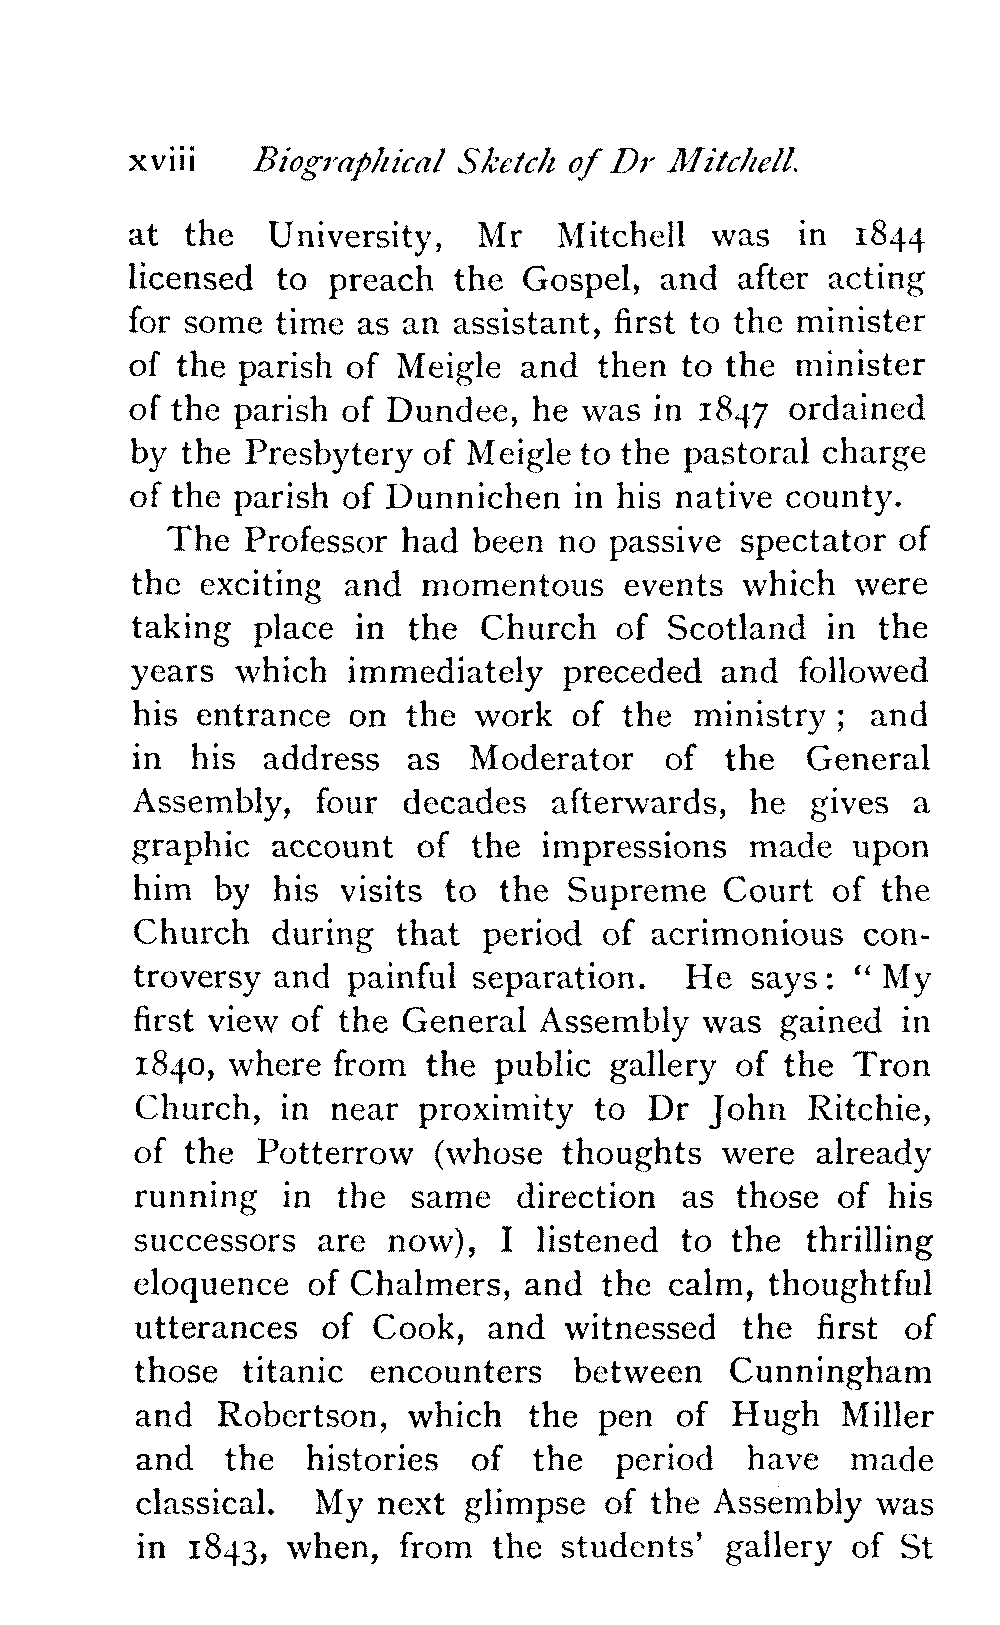 xviii Biographical Sketch of Dr Mitchell.
at the University, Mr Mitchell was in 1844
licensed to preach the Gospel, and after acting
for some time as an assistant, first to the minister
of the parish of Meigle and then to the minister
of the parish of Dundee, he was in 1847 ordained
by the Presbytery of Meigle to the pastoral charge
of the parish of Dunnichen in his native county.
The Professor had been no passive spectator of
the exciting and momentous events which were
taking place in the Church of Scotland in the
years which immediately preceded and followed
his entrance on the work of the ministry ; and
in his address as Moderator of the General
Assembly, four decades afterwards, he gives a
graphic account of the impressions made upon
him by his visits to the Supreme Court of the
Church during that period of acrimonious con-
troversy and painful separation. He says: " My
first view of the General Assembly was gained in
1840, where from the public gallery of the Tron
Church, in near proximity to Dr John Ritchie,
of the Potterrow (whose thoughts were already
running in the same direction as those of his
successors are now), I listened to the thrilling
eloquence of Chalmers, and the calm, thoughtful
utterances of Cook, and witnessed the first of
those titanic encounters between Cunningham
and Robertson, which the pen of Hugh Miller
and the histories of the period have made
classical. My next glimpse of the Assembly was
in 1843, when, from the students' gallery of St